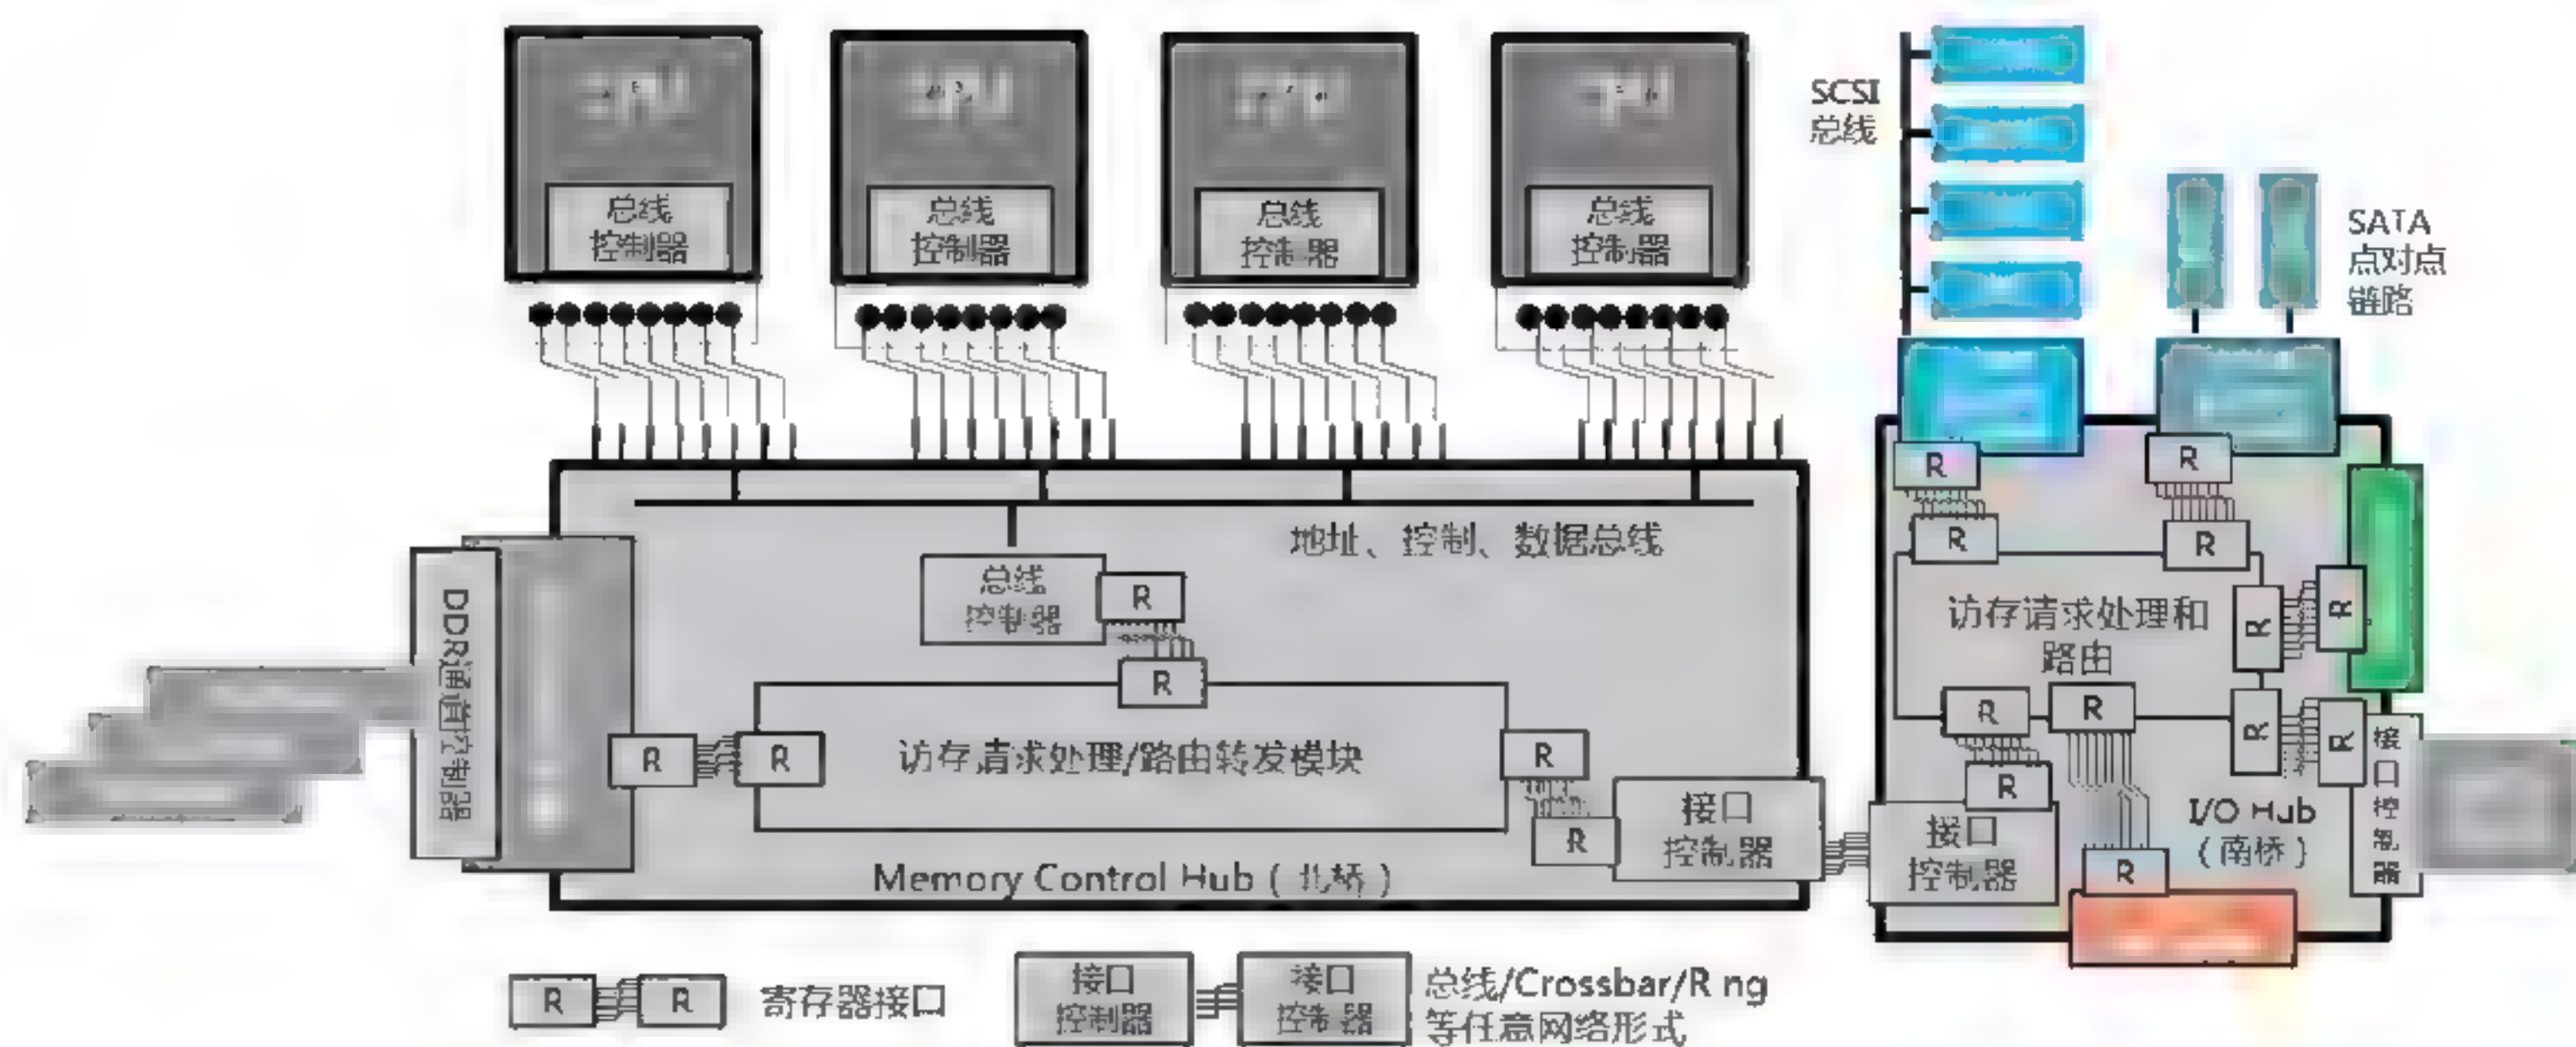 SCSI
总线
总线
控制器
总线
控制器
总线
控制器
总线
控制器
SATA
点对点
链路
地址、控制、数据总线
总线
控制器
R
R
DDR通道控制器
R
R
访存请求处理/路由转发模块
R
R
接口
控制器
Memory Control Hub(北桥)
R
R
R
R
访存请求处理和
路由
R
R
R
R
R
R
R
接口
控制器
I/O Hub
(南桥)
R
接口控制器
R
R
R
寄存器接口
接口
控制器
接口
控制器
总线/Crossbar/R ng
等任意网络形式